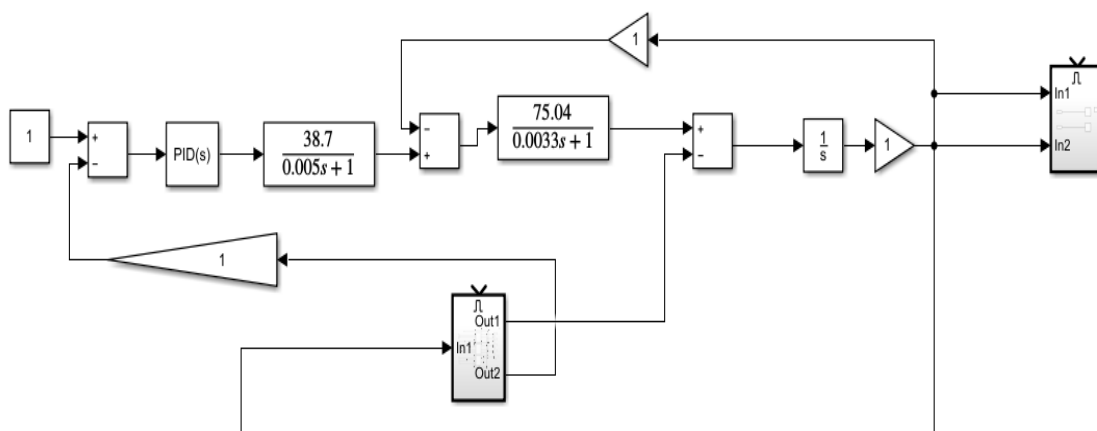 1
1
+
−
PID(s)
38.7
0.005s + 1
−
+
75.04
0.0033s + 1
+
−
1
s
1
In1
In2
1
In1
Out1
Out2